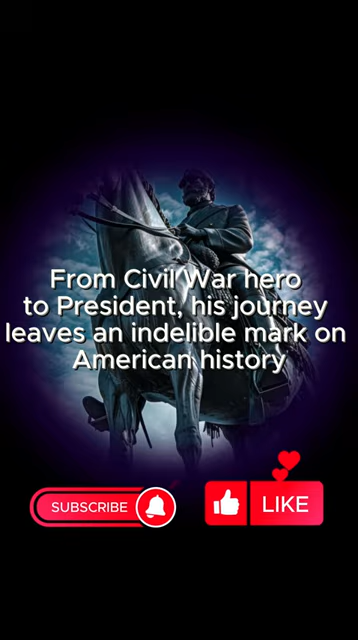 From Civil War hero
to President, his journey
leaves an indelible mark on
American history
SUBSCRIBE
LIKE